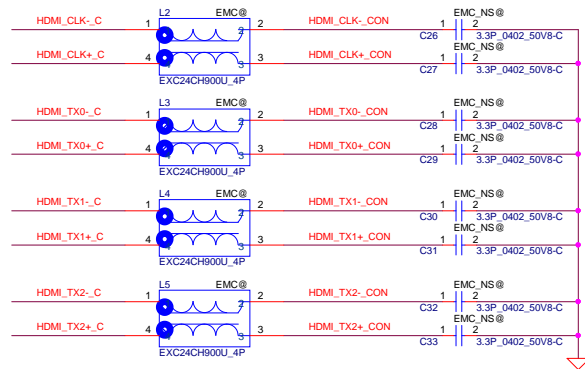 L2 EMC@ EMC_NS@
HDMI_CLK-_C 1 2 HDMI_CLK-_CON 1 2
C26 3.3P_0402_50V8-C
EMC_NS@
HDMI_CLK+_C 4 3 HDMI_CLK+_CON 1 2
C27 3.3P_0402_50V8-C
EXC24CH900U_4P
L3 EMC@ EMC_NS@
HDMI_TX0-_C 1 2 HDMI_TX0-_CON 1 2
C28 3.3P_0402_50V8-C
EMC_NS@
HDMI_TX0+_C 4 3 HDMI_TX0+_CON 1 2
C29 3.3P_0402_50V8-C
EXC24CH900U_4P
L4 EMC@ EMC_NS@
HDMI_TX1-_C 1 2 HDMI_TX1-_CON 1 2
C30 3.3P_0402_50V8-C
EMC_NS@
HDMI_TX1+_C 4 3 HDMI_TX1+_CON 1 2
C31 3.3P_0402_50V8-C
EXC24CH900U_4P
L5 EMC@ EMC_NS@
HDMI_TX2-_C 1 2 HDMI_TX2-_CON 1 2
C32 3.3P_0402_50V8-C
EMC_NS@
HDMI_TX2+_C 4 3 HDMI_TX2+_CON 1 2
C33 3.3P_0402_50V8-C
EXC24CH900U_4P